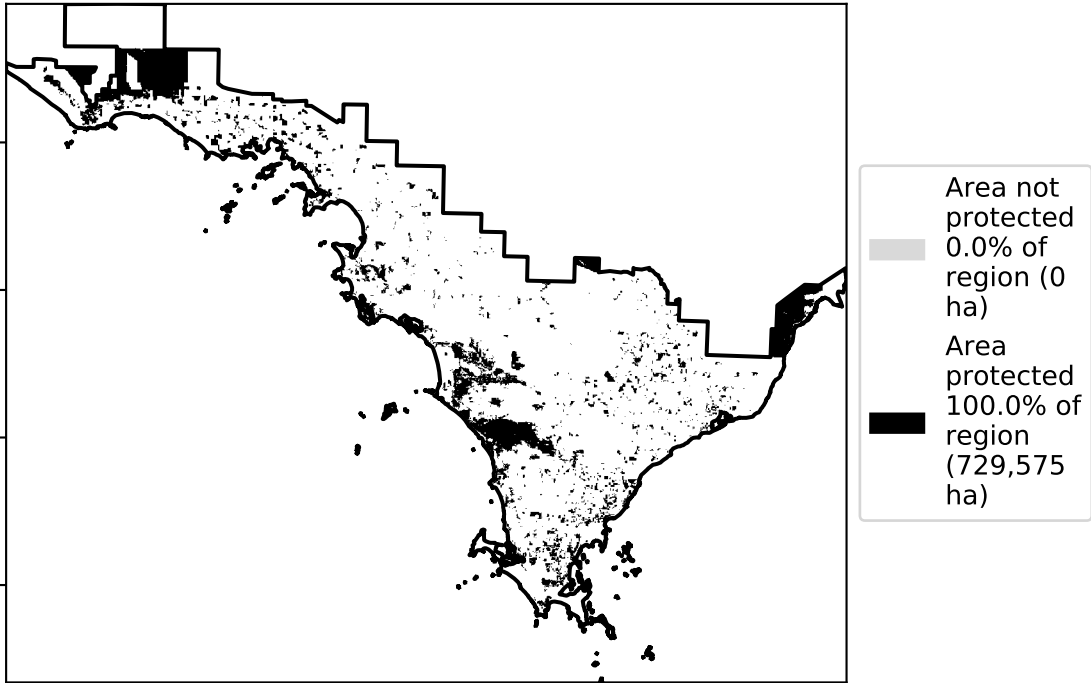 Area not
protected
0.0% of
region (0
ha)
Area
protected
100.0% of
region
(729,575
ha)